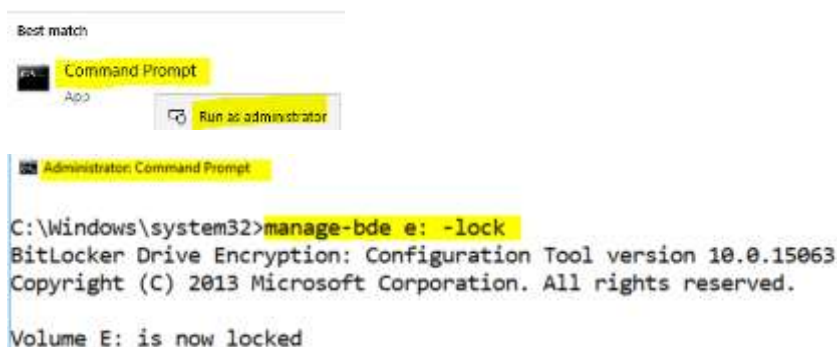 Best match
Command Prompt
App
Run as administrator
Administrator: Command Prompt
C:\Windows\system32>manage-bde e: -lock
BitLocker Drive Encryption: Configuration Tool version 10.0.15063
Copyright (C) 2013 Microsoft Corporation. All rights reserved.
Volume E: is now locked